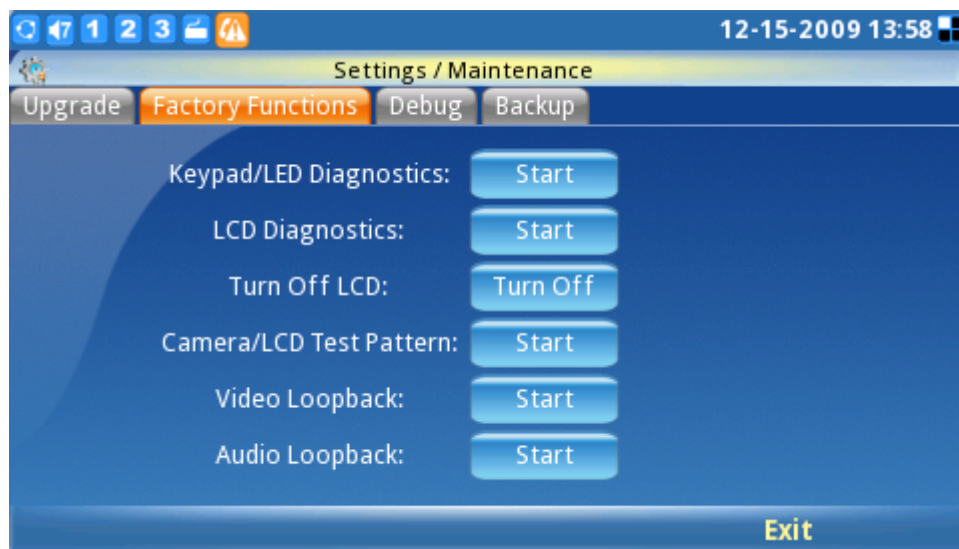 7 1 2 3 12-15-2009 13:58
Settings / Maintenance
Upgrade Factory Functions Debug Backup
Keypad/LED Diagnostics: Start
LCD Diagnostics: Start
Turn Off LCD: Turn Off
Camera/LCD Test Pattern: Start
Video Loopback: Start
Audio Loopback: Start
Exit